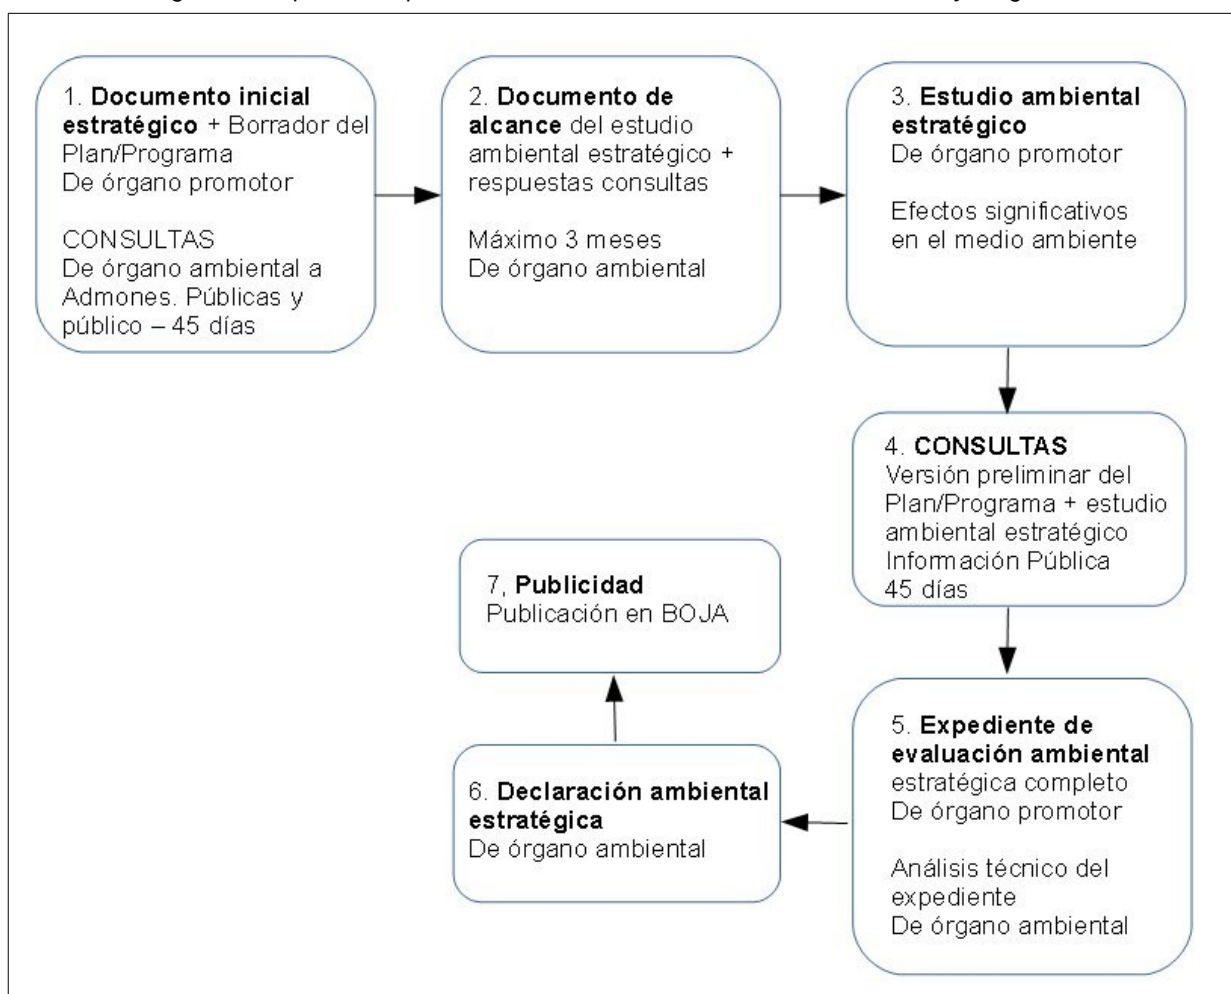 1. Documento inicial
estratégico + Borrador del
Plan/Programa
De órgano promotor
CONSULTAS
De órgano ambiental a
Admones. Públicas y
público – 45 días
2. Documento de
alcance del estudio
ambiental estratégico +
respuestas consultas
Máximo 3 meses
De órgano ambiental
3. Estudio ambiental
estratégico
De órgano promotor
Efectos significativos
en el medio ambiente
4. CONSULTAS
Versión preliminar del
Plan/Programa + estudio
ambiental estratégico
Información Pública
45 días
5. Expediente de
evaluación ambiental
estratégica completo
De órgano promotor
Análisis técnico del
expediente
De órgano ambiental
6. Declaración ambiental
estratégica
De órgano ambiental
7, Publicidad
Publicación en BOJA